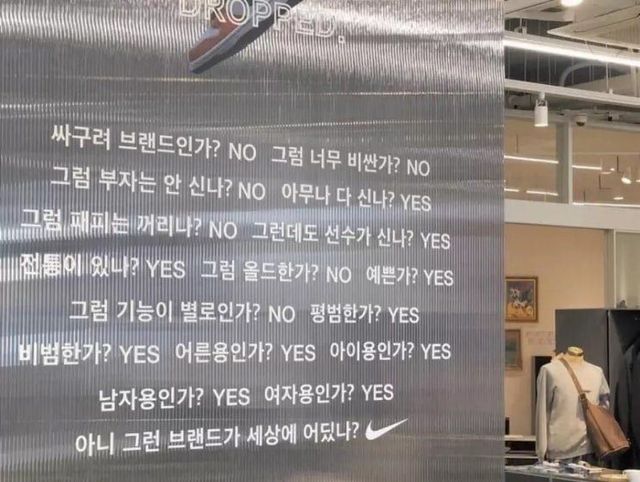 DROPPED.
싸구려 브랜드인가? NO 그럼 너무 비싼가? NO
그럼 부자는 안 신나? NO 아무나 다 신나? YES
그럼 패피는 꺼리나? NO 그런데도 선수가 신나? YES
전통이 있나? YES 그럼 올드한가? NO 예쁜가? YES
그럼 기능이 별로인가? NO 평범한가? YES
비범한가? YES 어른용인가? YES 아이용인가? YES
남자용인가? YES 여자용인가? YES
아니 그런 브랜드가 세상에 어딨나?